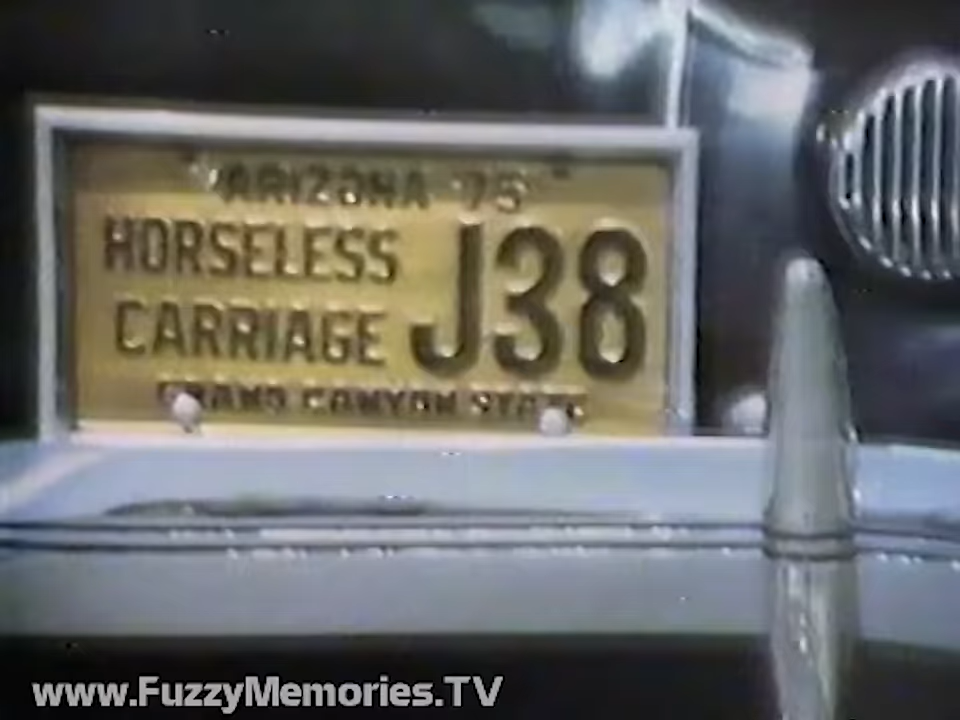 ARIZONA 75
HORSELESS
CARRIAGE
J38
GRAND CANYON STATE
www.FuzzyMemories.TV